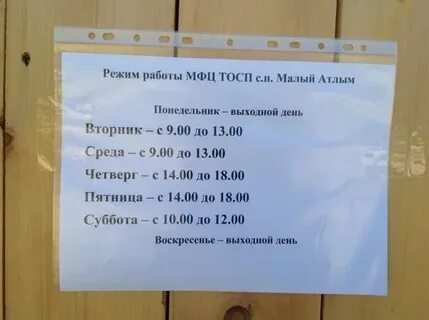 Режим работы МФЦ ТОСП с.п. Малый Атлым
Понедельник – выходной день
Вторник – с 9.00 до 13.00
Среда – с 9.00 до 13.00
Четверг – с 14.00 до 18.00
Пятница – с 14.00 до 18.00
Суббота – с 10.00 до 12.00
Воскресенье – выходной день